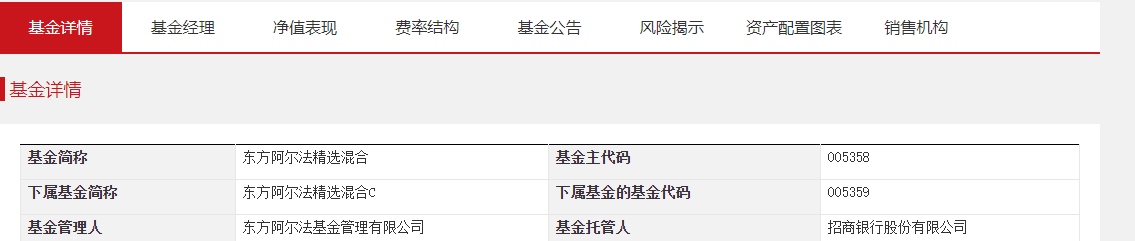 基金详情 基金经理 净值表现 费率结构 基金公告 风险揭示 资产配置图表 销售机构
基金详情
基金简称 东方阿尔法精选混合 基金主代码 005358
下属基金简称 东方阿尔法精选混合C 下属基金的基金代码 005359
基金管理人 东方阿尔法基金管理有限公司 基金托管人 招商银行股份有限公司